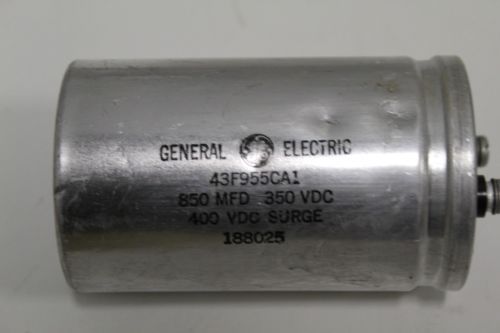 GENERAL ELECTRIC
43F955CA1
850 MFD 350 VDC
400 VDC SURGE
188025